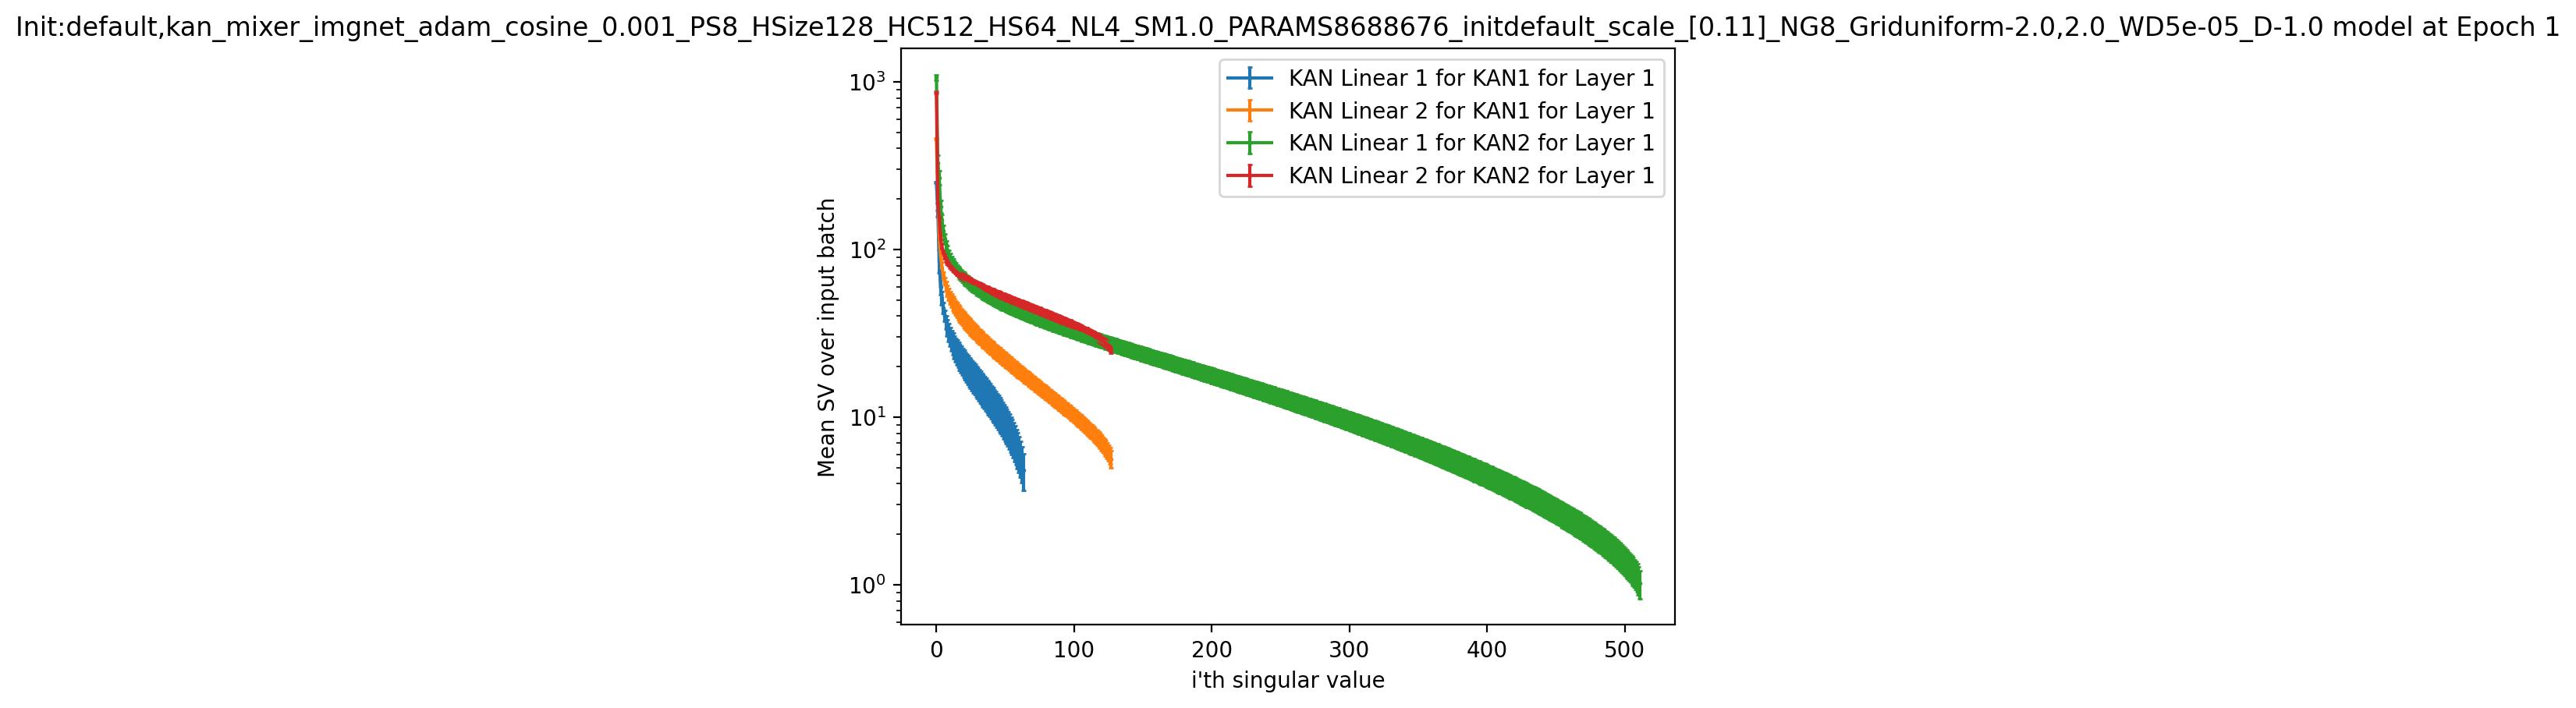 Init:default,kan_mixer_imgnet_adam_cosine_0.001_PS8_HSize128_HC512_HS64_NL4_SM1.0_PARAMS8688676_initdefault_scale_[0.11]_NG8_Griduniform-2.0,2.0_WD5e-05_D-1.0 model at Epoch 1
KAN Linear 1 for KAN1 for Layer 1
KAN Linear 2 for KAN1 for Layer 1
KAN Linear 1 for KAN2 for Layer 1
KAN Linear 2 for KAN2 for Layer 1
Mean SV over input batch
10³
10²
10¹
10⁰
0 100 200 300 400 500
i'th singular value